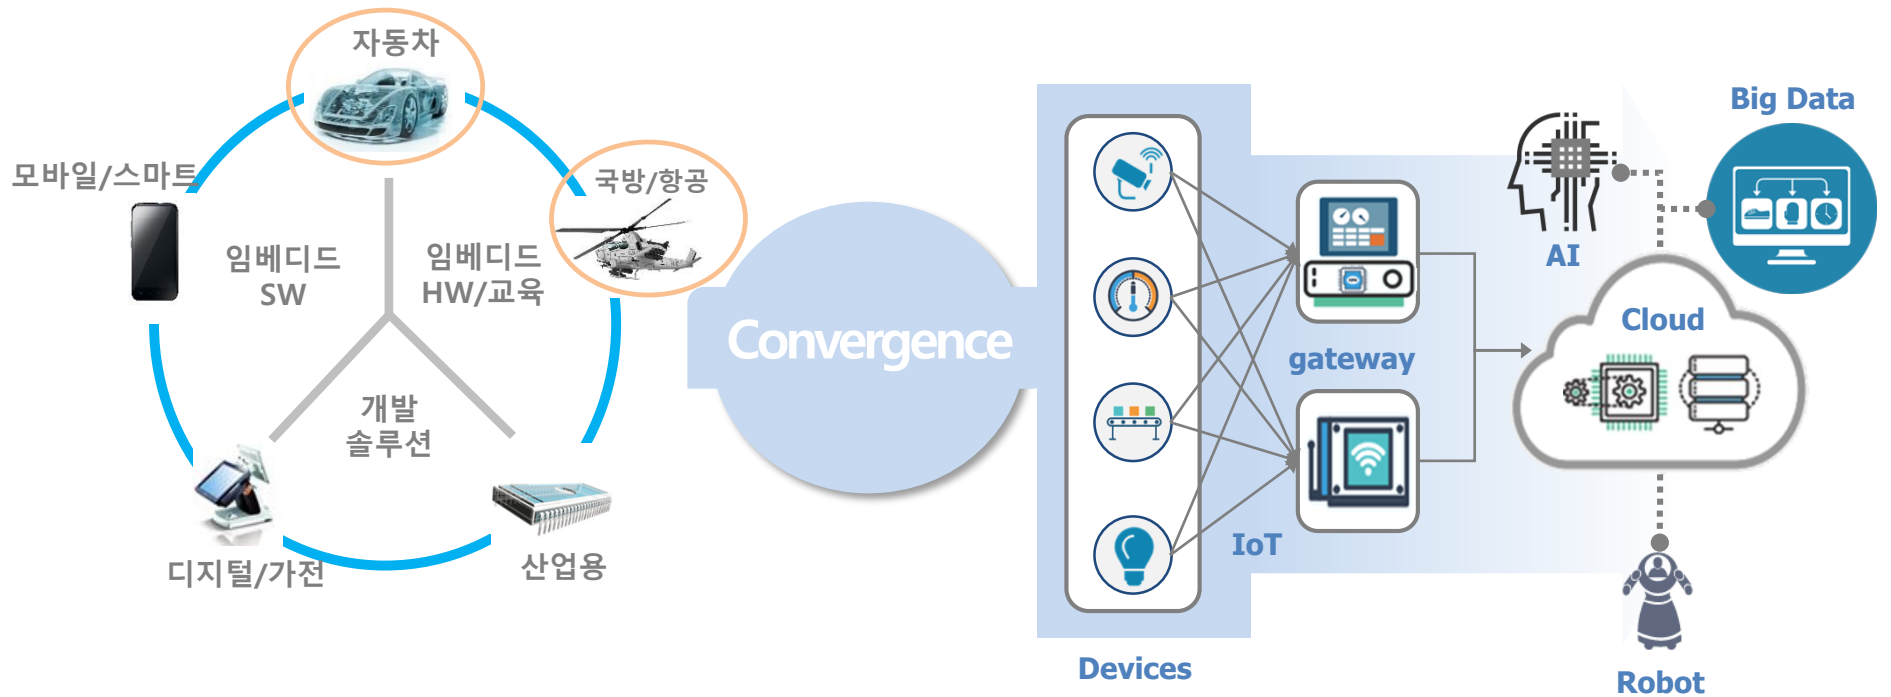 자동차
국방/항공
모바일/스마트
임베디드
SW
임베디드
HW/교육
개발
솔루션
디지털/가전
산업용
Convergence
Devices
IoT
gateway
AI
Big Data
Cloud
Robot